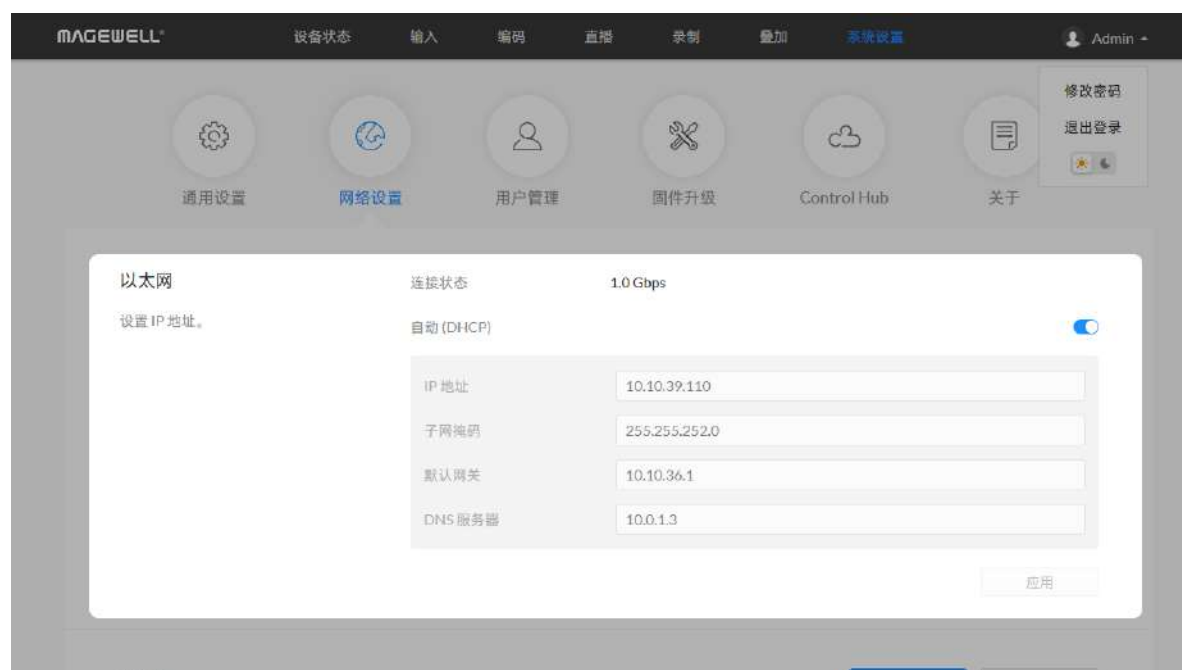 MAGEWELL
设备状态 输入 编码 直播 录制 叠加 系统设置 Admin
修改密码
退出登录
通用设置 网络设置 用户管理 固件升级 Control Hub 关于
以太网 连接状态 1.0 Gbps
设置 IP 地址。 自动 (DHCP)
IP 地址 10.10.39.110
子网掩码 255.255.252.0
默认网关 10.10.36.1
DNS 服务器 10.0.1.3
应用